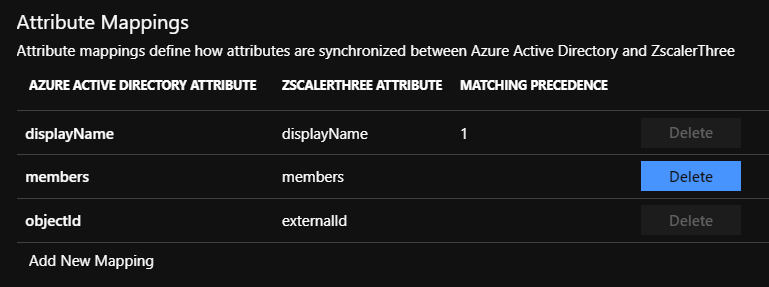 Attribute Mappings
Attribute mappings define how attributes are synchronized between Azure Active Directory and ZscalerThree
AZURE ACTIVE DIRECTORY ATTRIBUTE ZSCALERTHREE ATTRIBUTE MATCHING PRECEDENCE
displayName displayName 1 Delete
members members Delete
objectId externalId Delete
Add New Mapping